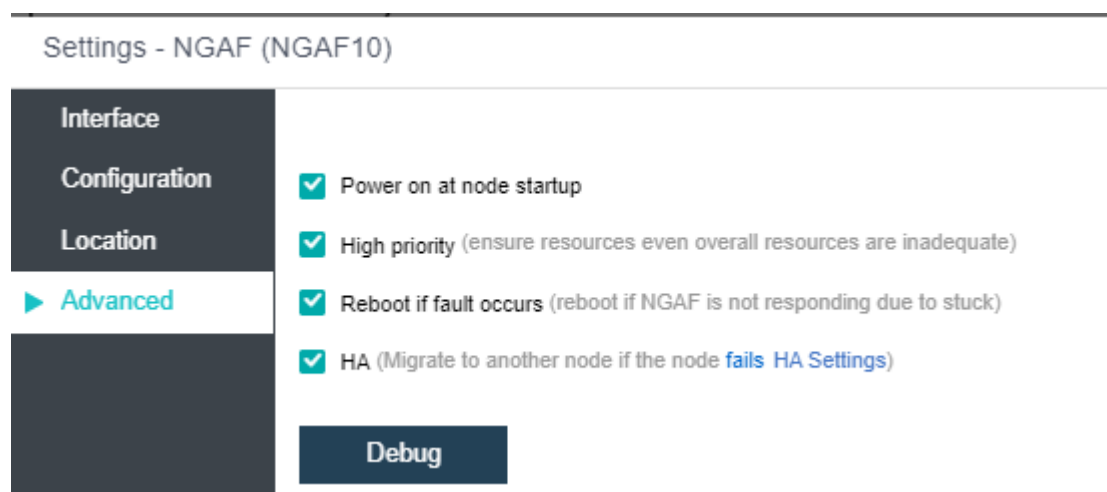 Settings - NGAF (NGAF10)
Interface
Configuration
Location
Advanced
Power on at node startup
High priority (ensure resources even overall resources are inadequate)
Reboot if fault occurs (reboot if NGAF is not responding due to stuck)
HA (Migrate to another node if the node fails HA Settings)
Debug